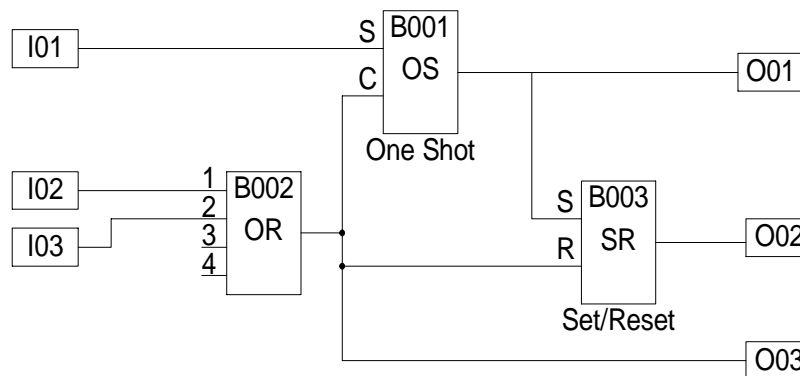 I01
S
B001
OS
C
One Shot
O01
I02
I03
1
2
3
4
B002
OR
S
R
B003
SR
Set/Reset
O02
O03